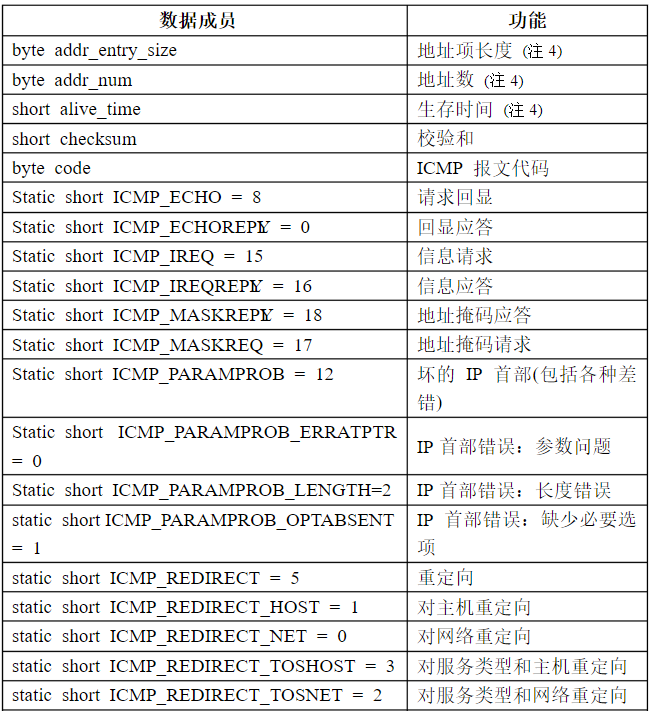 数据成员 功能
byte addr_entry_size 地址项长度 (注 4)
byte addr_num 地址数 (注 4)
short alive_time 生存时间 (注 4)
short checksum 校验和
byte code ICMP 报文代码
Static short ICMP_ECHO = 8 请求回显
Static short ICMP_ECHOREPLY = 0 回显应答
Static short ICMP_IREQ = 15 信息请求
Static short ICMP_IREQREPLY = 16 信息应答
Static short ICMP_MASKREPLY = 18 地址掩码应答
Static short ICMP_MASKREQ = 17 地址掩码请求
Static short ICMP_PARAMPROB = 12 坏的 IP 首部(包括各种差
错)
Static short ICMP_PARAMPROB_ERRATPTR
= 0 IP 首部错误：参数问题
Static short ICMP_PARAMPROB_LENGTH=2 IP 首部错误：长度错误
static short ICMP_PARAMPROB_OPTABSENT IP 首部错误：缺少必要选
= 1 项
static short ICMP_REDIRECT = 5 重定向
static short ICMP_REDIRECT_HOST = 1 对主机重定向
static short ICMP_REDIRECT_NET = 0 对网络重定向
static short ICMP_REDIRECT_TOSHOST = 3 对服务类型和主机重定向
static short ICMP_REDIRECT_TOSNET = 2 对服务类型和网络重定向